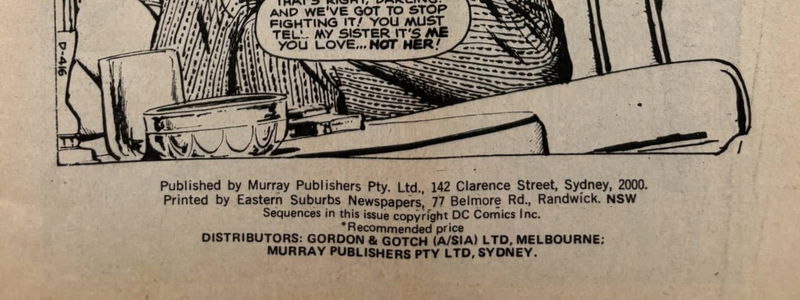 THAT'S RIGHT, DARLING!
AND WE'VE GOT TO STOP
FIGHTING IT! YOU MUST
TELL MY SISTER IT'S ME
YOU LOVE... NOT HER!
D-416
Published by Murray Publishers Pty. Ltd., 142 Clarence Street, Sydney, 2000.
Printed by Eastern Suburbs Newspapers, 77 Belmore Rd., Randwick. NSW
Sequences in this issue copyright DC Comics Inc.
*Recommended price
DISTRIBUTORS: GORDON & GOTCH (A/SIA) LTD, MELBOURNE;
MURRAY PUBLISHERS PTY LTD, SYDNEY.